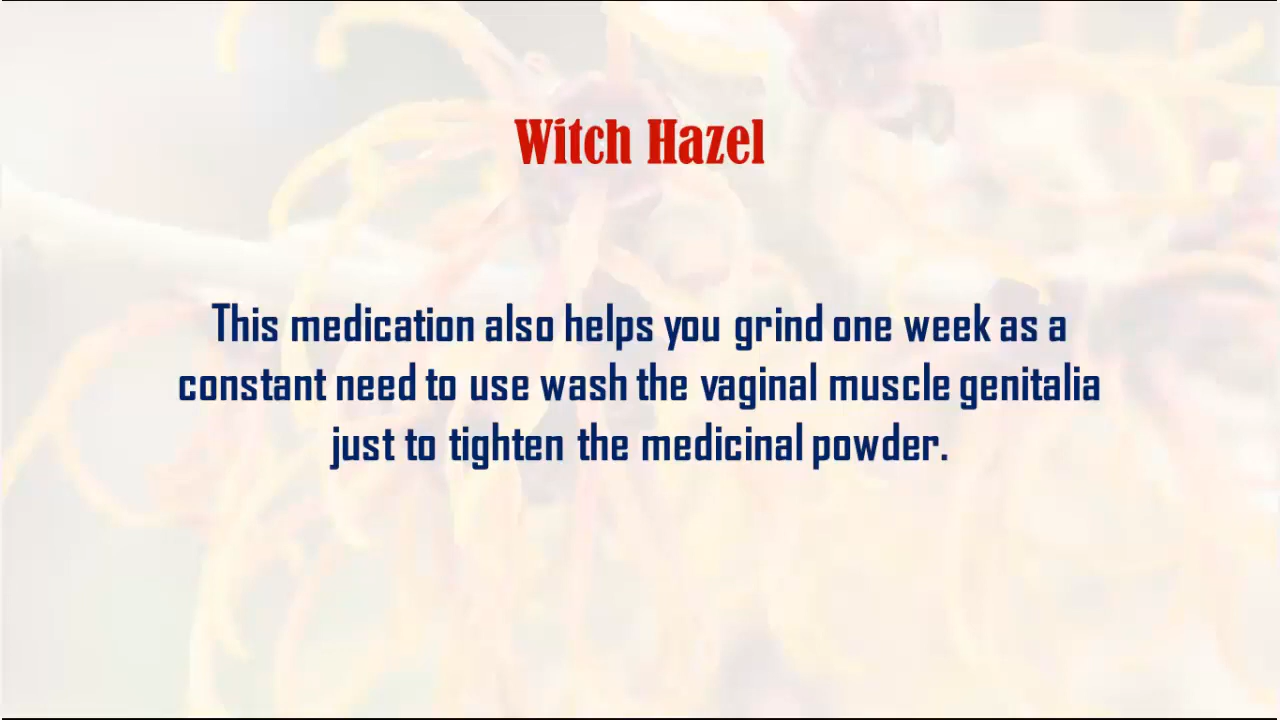 Witch Hazel
This medication also helps you grind one week as a
constant need to use wash the vaginal muscle genitalia
just to tighten the medicinal powder.